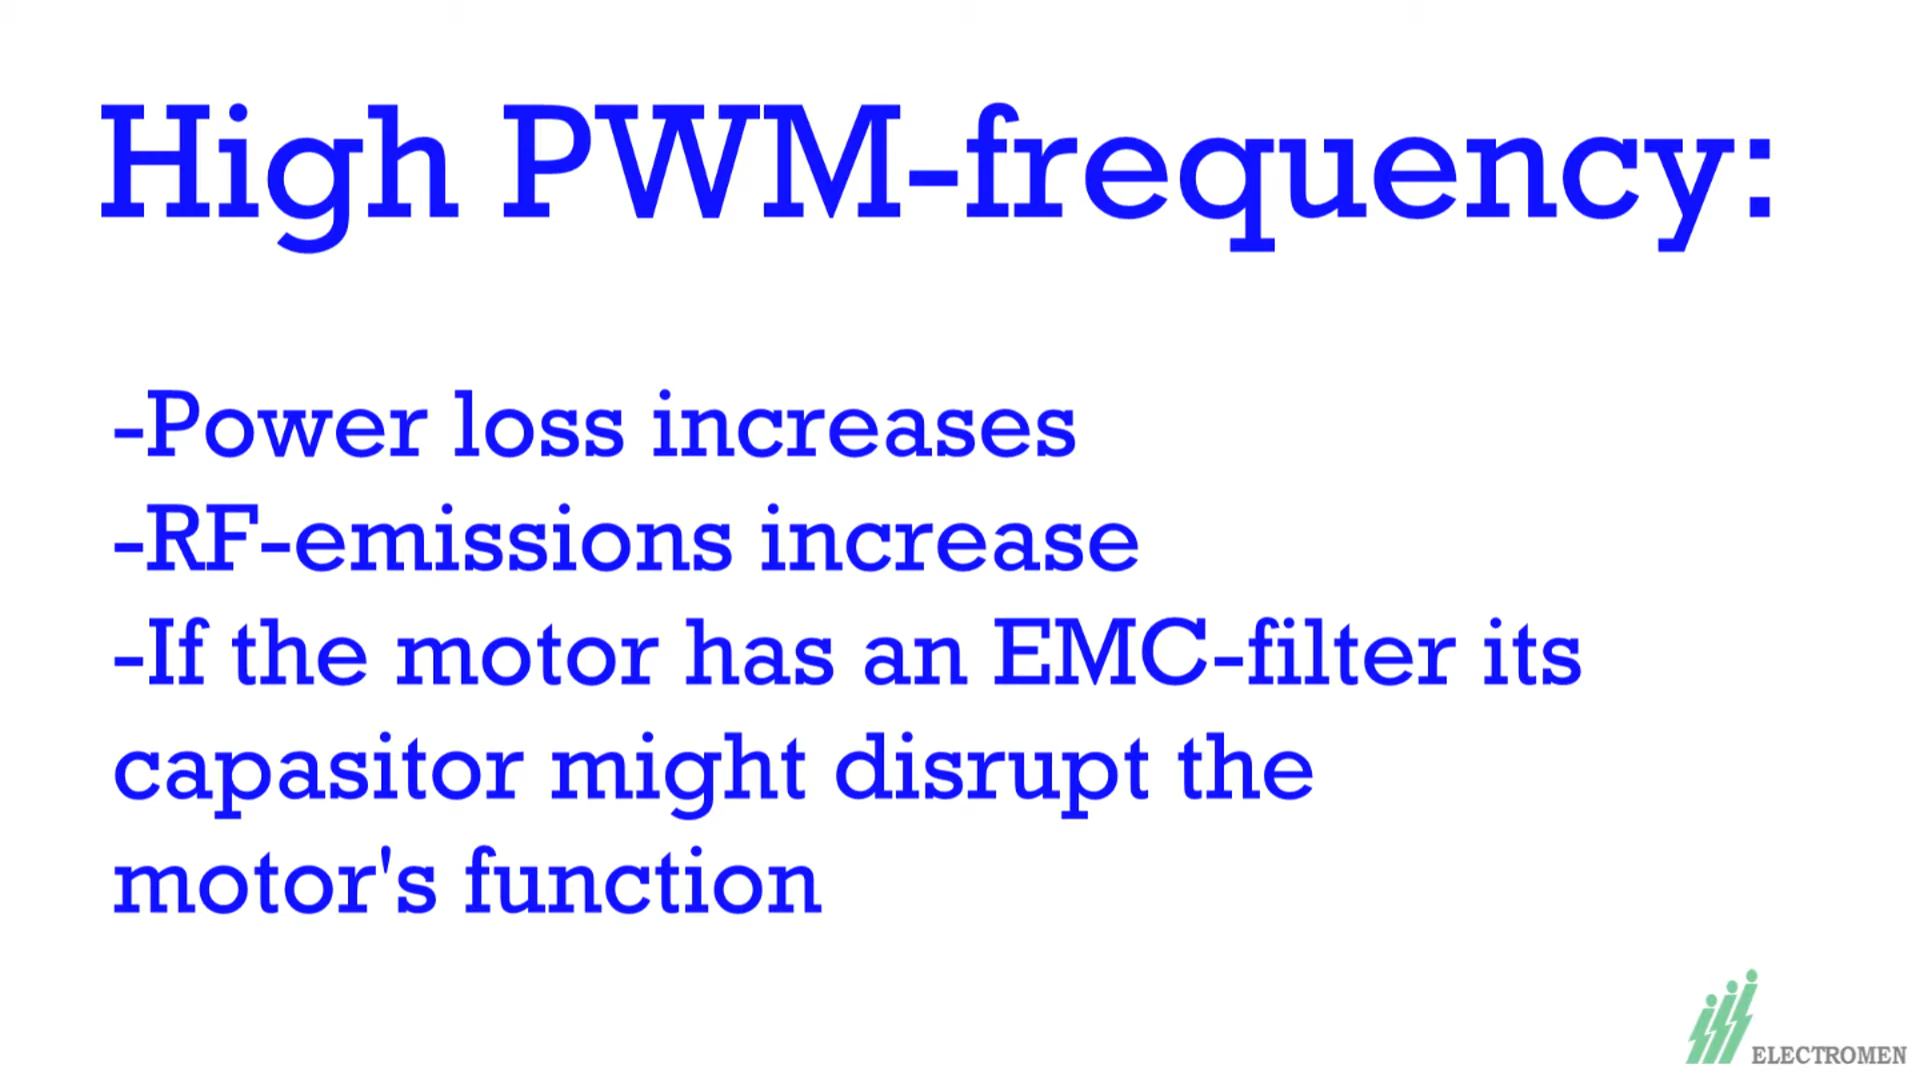 High PWM-frequency:
-Power loss increases
-RF-emissions increase
-If the motor has an EMC-filter its
capasitor might disrupt the
motor's function
ELECTROMEN